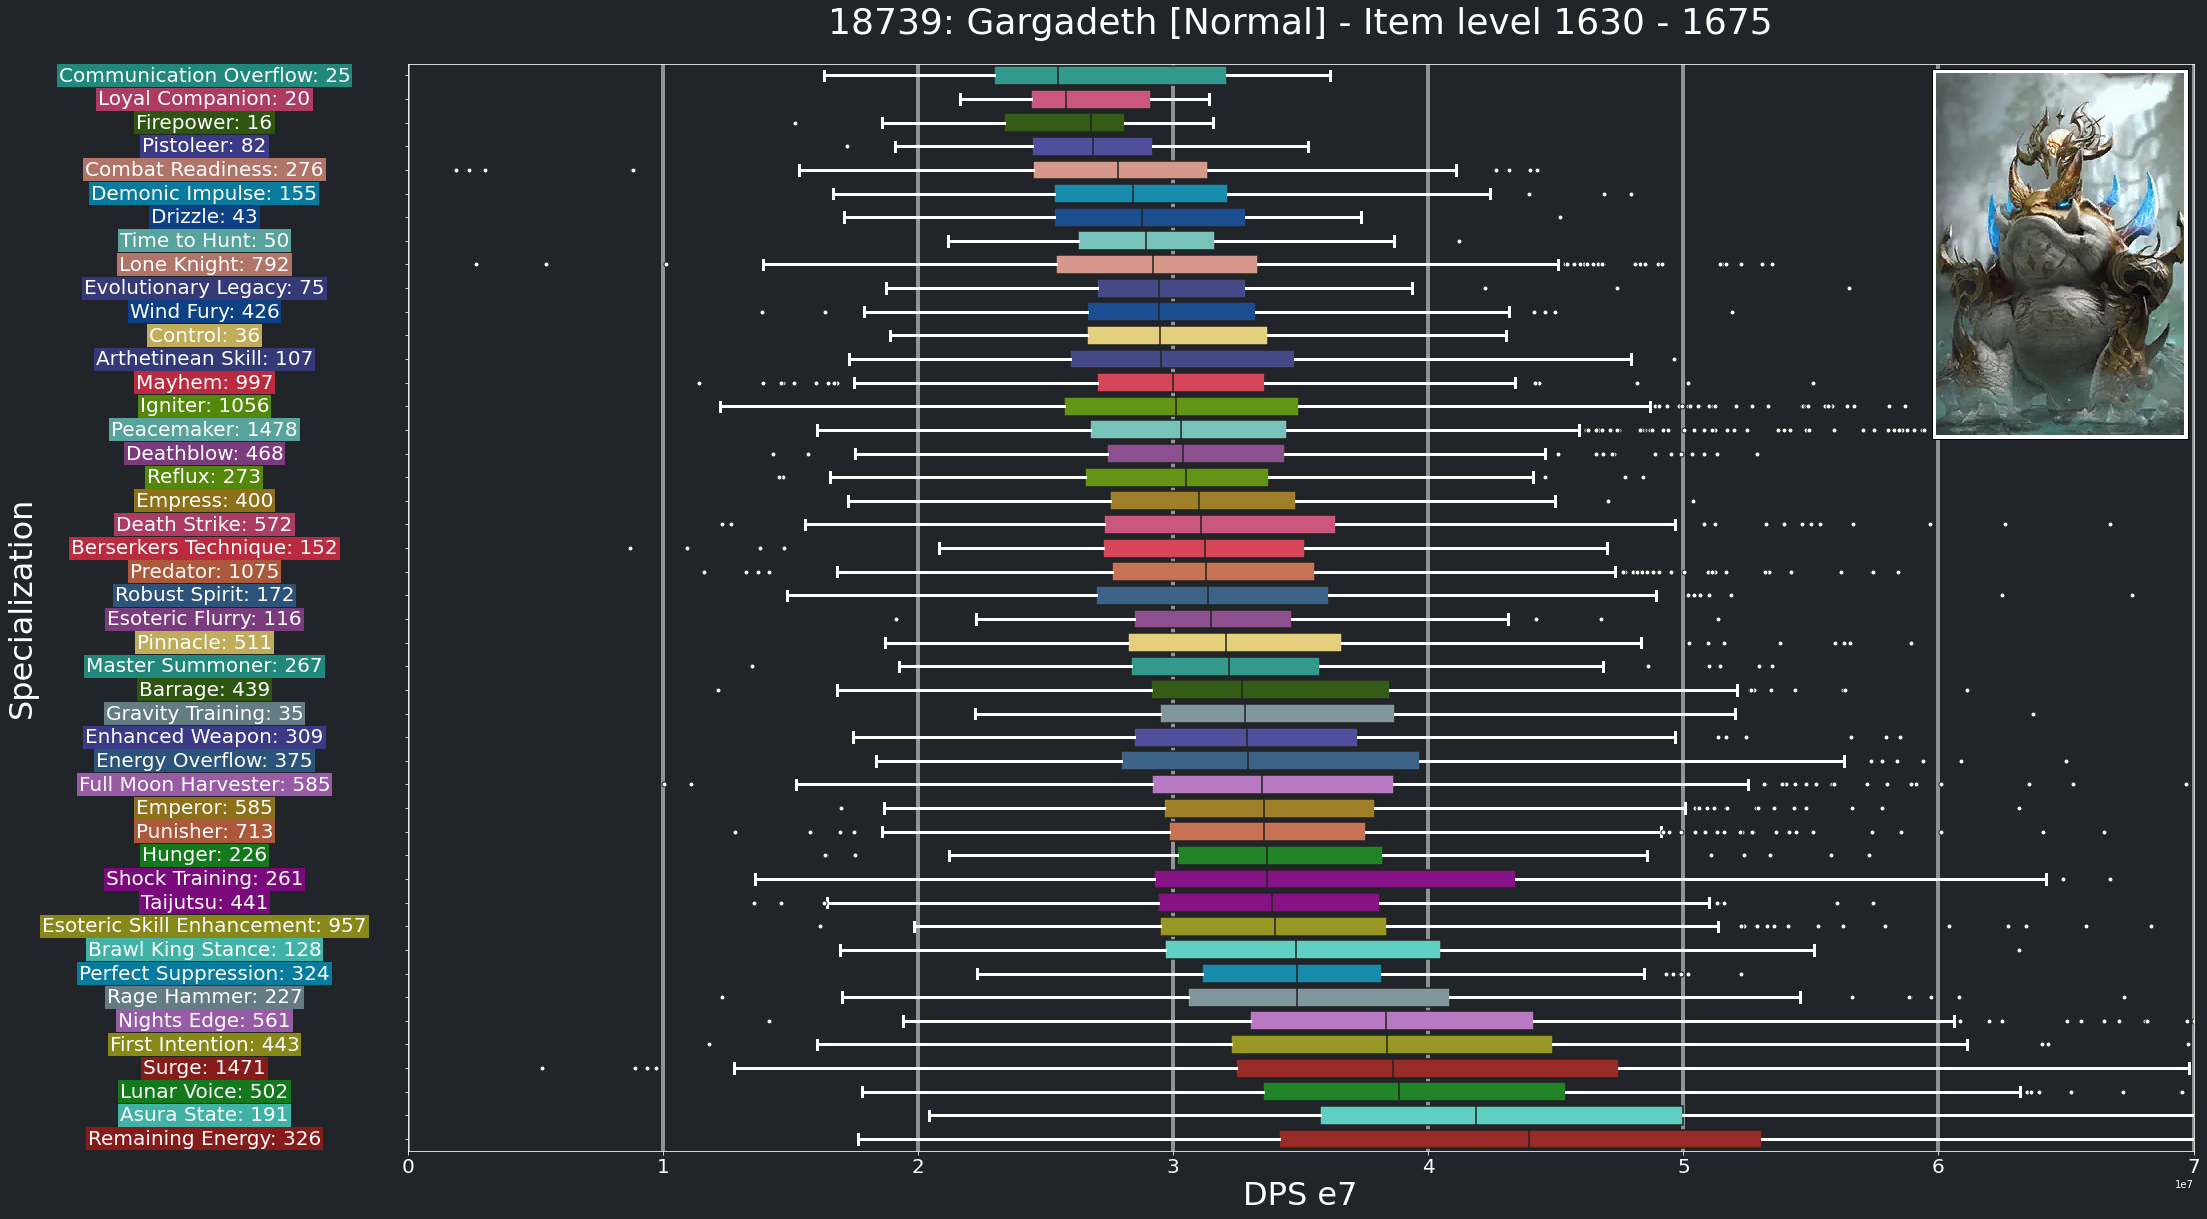 18739: Gargadeth [Normal] - Item level 1630 - 1675
Specialization
Communication Overflow: 25
Loyal Companion: 20
Firepower: 16
Pistoleer: 82
Combat Readiness: 276
Demonic Impulse: 155
Drizzle: 43
Time to Hunt: 50
Lone Knight: 792
Evolutionary Legacy: 75
Wind Fury: 426
Control: 36
Arthetinean Skill: 107
Mayhem: 997
Igniter: 1056
Peacemaker: 1478
Deathblow: 468
Reflux: 273
Empress: 400
Death Strike: 572
Berserkers Technique: 152
Predator: 1075
Robust Spirit: 172
Esoteric Flurry: 116
Pinnacle: 511
Master Summoner: 267
Barrage: 439
Gravity Training: 35
Enhanced Weapon: 309
Energy Overflow: 375
Full Moon Harvester: 585
Emperor: 585
Punisher: 713
Hunger: 226
Shock Training: 261
Taijutsu: 441
Esoteric Skill Enhancement: 957
Brawl King Stance: 128
Perfect Suppression: 324
Rage Hammer: 227
Nights Edge: 561
First Intention: 443
Surge: 1471
Lunar Voice: 502
Asura State: 191
Remaining Energy: 326
0 1 2 3 4 5 6 7
1e7
DPS e7